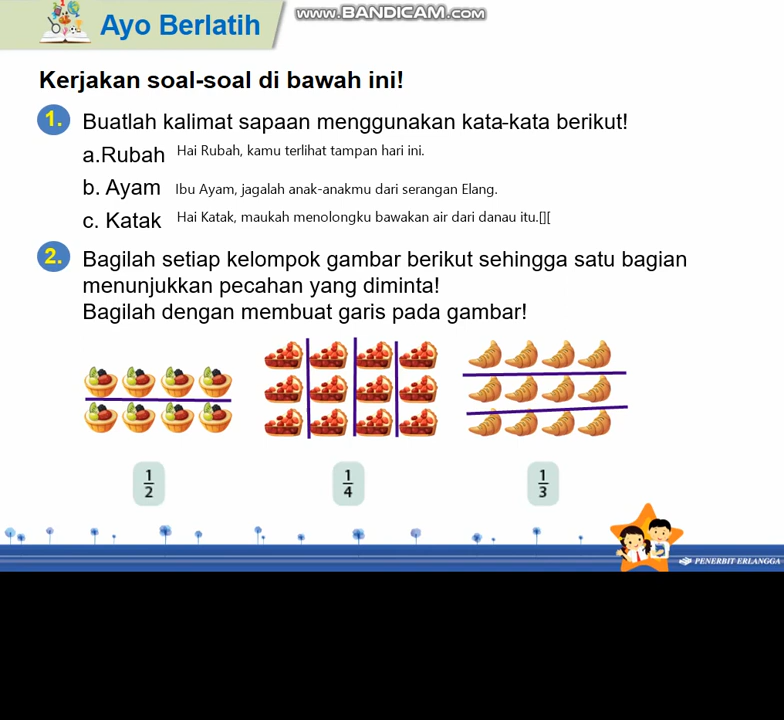 www.BANDICAM.com
Ayo Berlatih
Kerjakan soal-soal di bawah ini!
1. Buatlah kalimat sapaan menggunakan kata-kata berikut!
a.Rubah Hai Rubah, kamu terlihat tampan hari ini.
b. Ayam Ibu Ayam, jagalah anak-anakmu dari serangan Elang.
c. Katak Hai Katak, maukah menolongku bawakan air dari danau itu.[][
2. Bagilah setiap kelompok gambar berikut sehingga satu bagian
menunjukkan pecahan yang diminta!
Bagilah dengan membuat garis pada gambar!
1/2 1/4 1/3
PENERBIT ERLANGGA